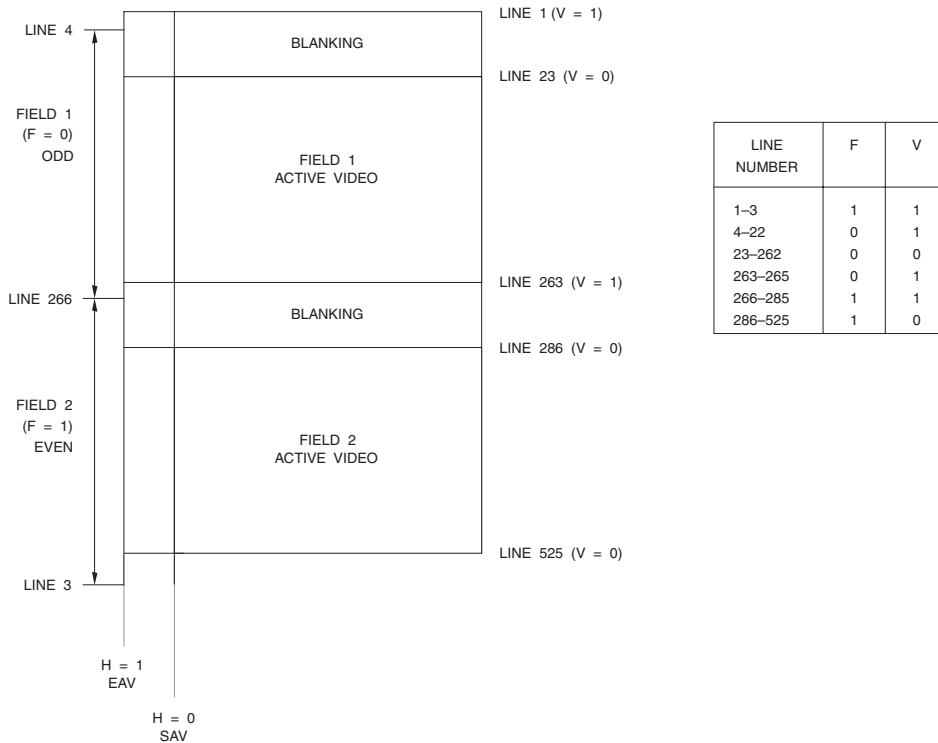 LINE 4
FIELD 1
(F = 0)
ODD
LINE 266
FIELD 2
(F = 1)
EVEN
LINE 3
BLANKING
FIELD 1
ACTIVE VIDEO
BLANKING
FIELD 2
ACTIVE VIDEO
LINE 1 (V = 1)
LINE 23 (V = 0)
LINE 263 (V = 1)
LINE 286 (V = 0)
LINE 525 (V = 0)
H = 1
EAV
H = 0
SAV
LINE NUMBER F V
1–3 1 1
4–22 0 1
23–262 0 0
263–265 0 1
266–285 1 1
286–525 1 0